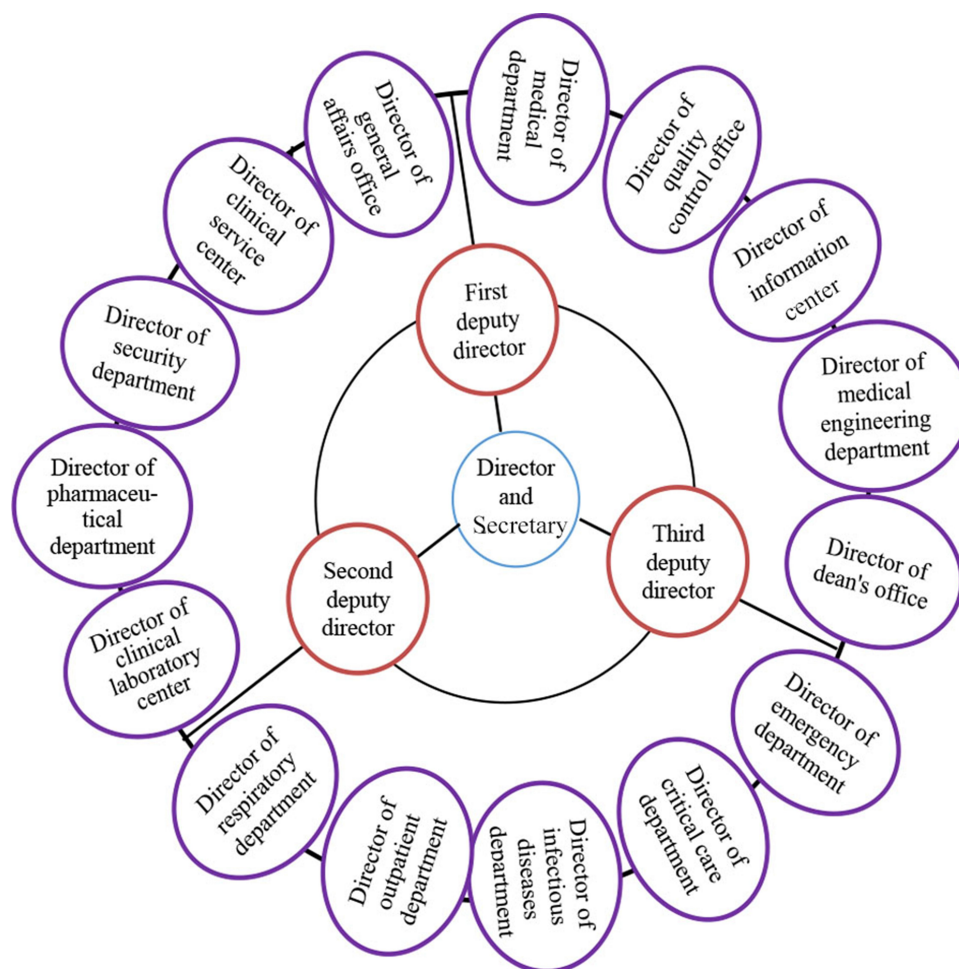 Director of
medical
department
Director of
quality
control office
Director of
information
center
Director of
medical
engineering
department
Director of
dean's office
Director of
emergency
department
Director of
critical care
department
Director of
infectious
diseases
department
Director of
outpatient
department
Director of
respiratory
department
Director of
clinical
laboratory
center
Director of
pharmaceu-
tical
department
Director of
security
department
Director of
clinical
service
center
Director of
general
affairs office
First
deputy
director
Director
and
Secretary
Second
deputy
director
Third
deputy
director